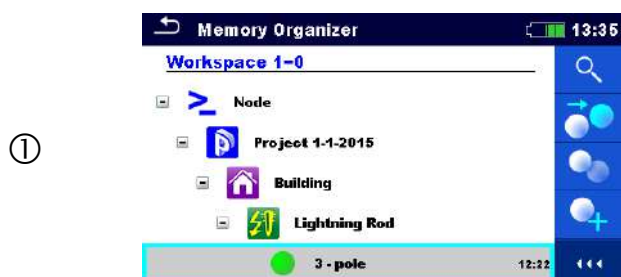 Memory Organizer 13:35
Workspace 1-0
Node
Project 1-1-2015
①
Building
Lightning Rod
3 - pole 12:22